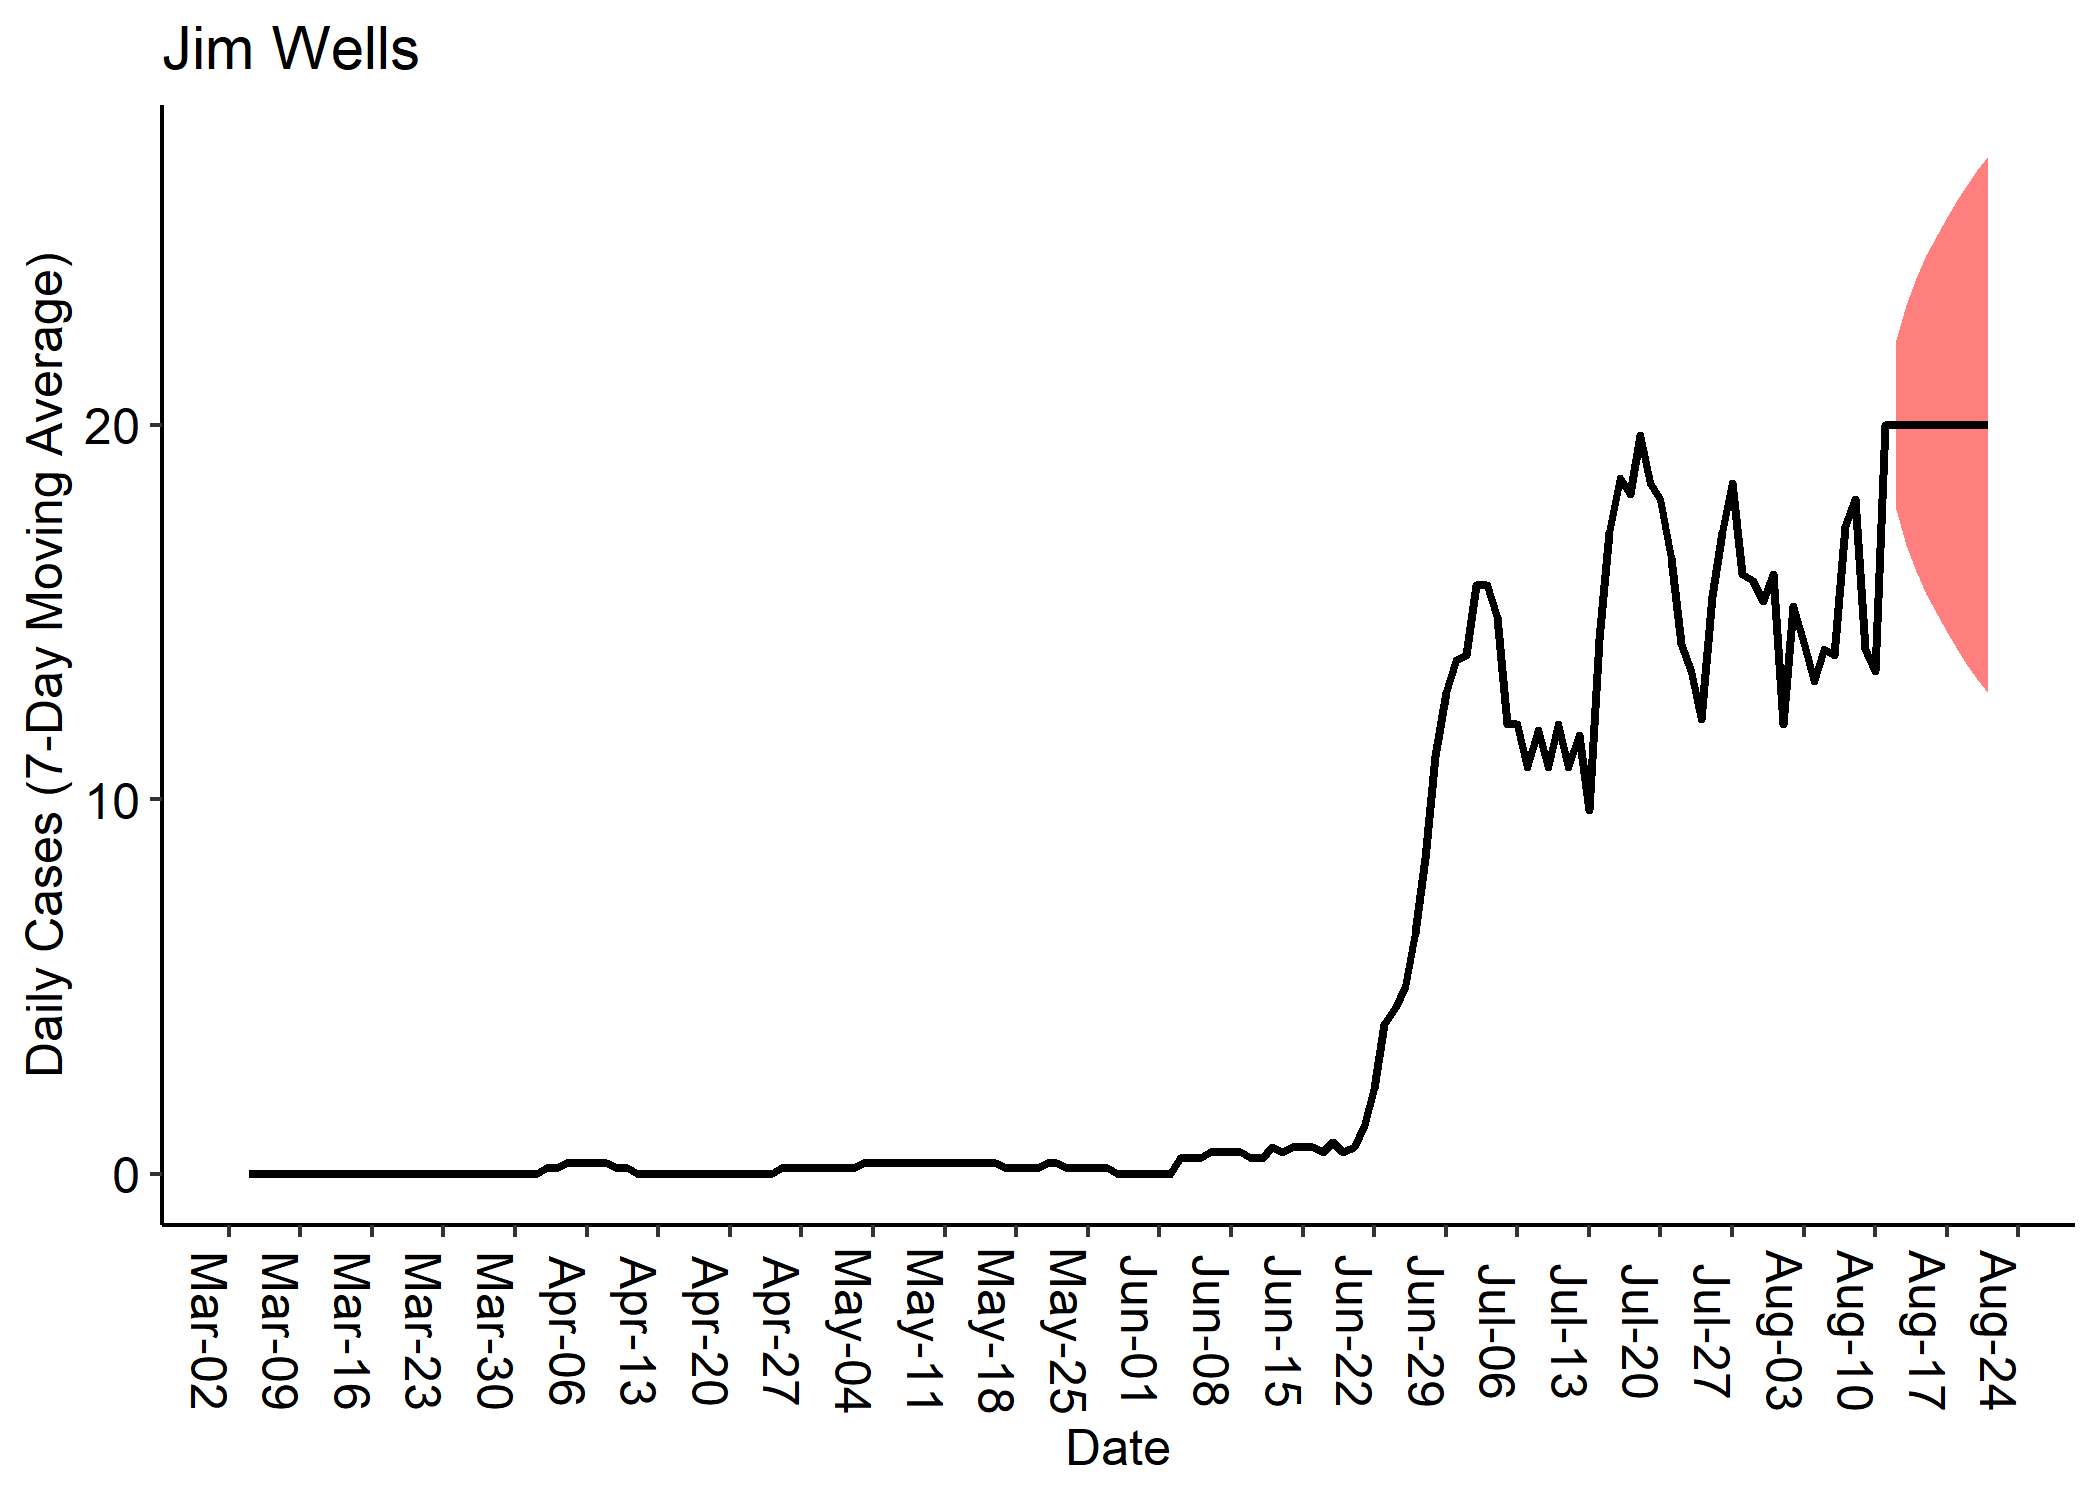 Jim Wells
Daily Cases (7-Day Moving Average)
20
10
0
Mar-02
Mar-09
Mar-16
Mar-23
Mar-30
Apr-06
Apr-13
Apr-20
Apr-27
May-04
May-11
May-18
May-25
Jun-01
Jun-08
Jun-15
Jun-22
Jun-29
Jul-06
Jul-13
Jul-20
Jul-27
Aug-03
Aug-10
Aug-17
Aug-24
Date